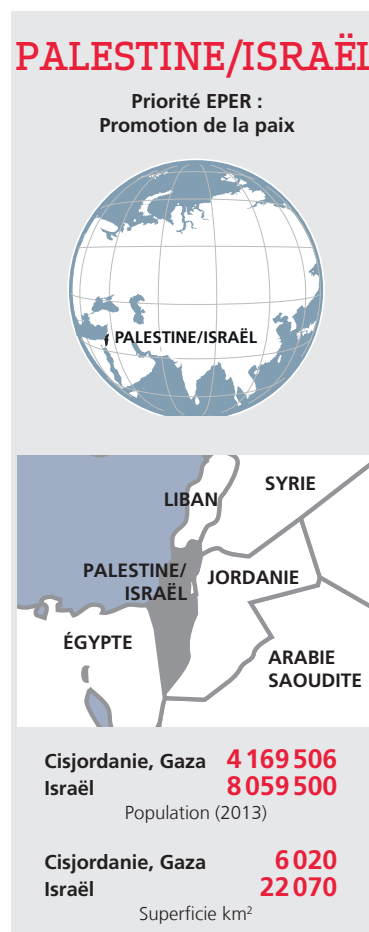 PALESTINE/ISRAËL
Priorité EPER :
Promotion de la paix
PALESTINE/ISRAËL
SYRIE
LIBAN
PALESTINE/
ISRAËL
JORDANIE
ÉGYPTE
ARABIE
SAOUDITE
Cisjordanie, Gaza 4 169 506
Israël 8 059 500
Population (2013)
Cisjordanie, Gaza 6 020
Israël 22 070
Superficie km²